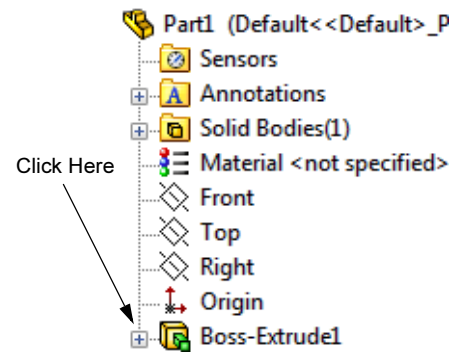 Part1 (Default<<Default>_P
Sensors
A Annotations
Solid Bodies(1)
Click Here
Material <not specified>
Front
Top
Right
Origin
Boss-Extrude1